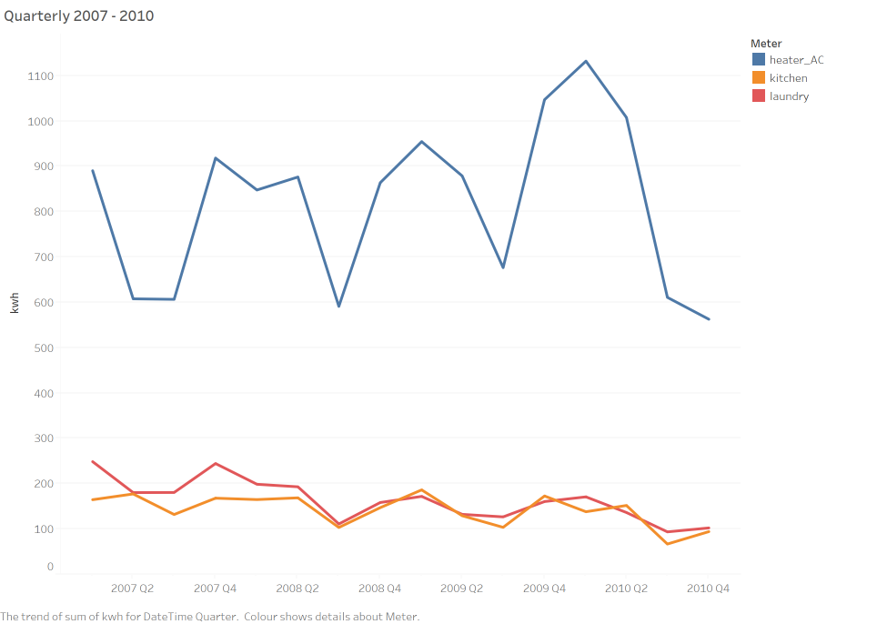 Quarterly 2007 - 2010
Meter
heater_AC
kitchen
laundry
1100
1000
900
800
700
600
500
400
300
200
100
0
kwh
2007 Q2 2007 Q4 2008 Q2 2008 Q4 2009 Q2 2009 Q4 2010 Q2 2010 Q4
The trend of sum of kwh for DateTime Quarter. Colour shows details about Meter.